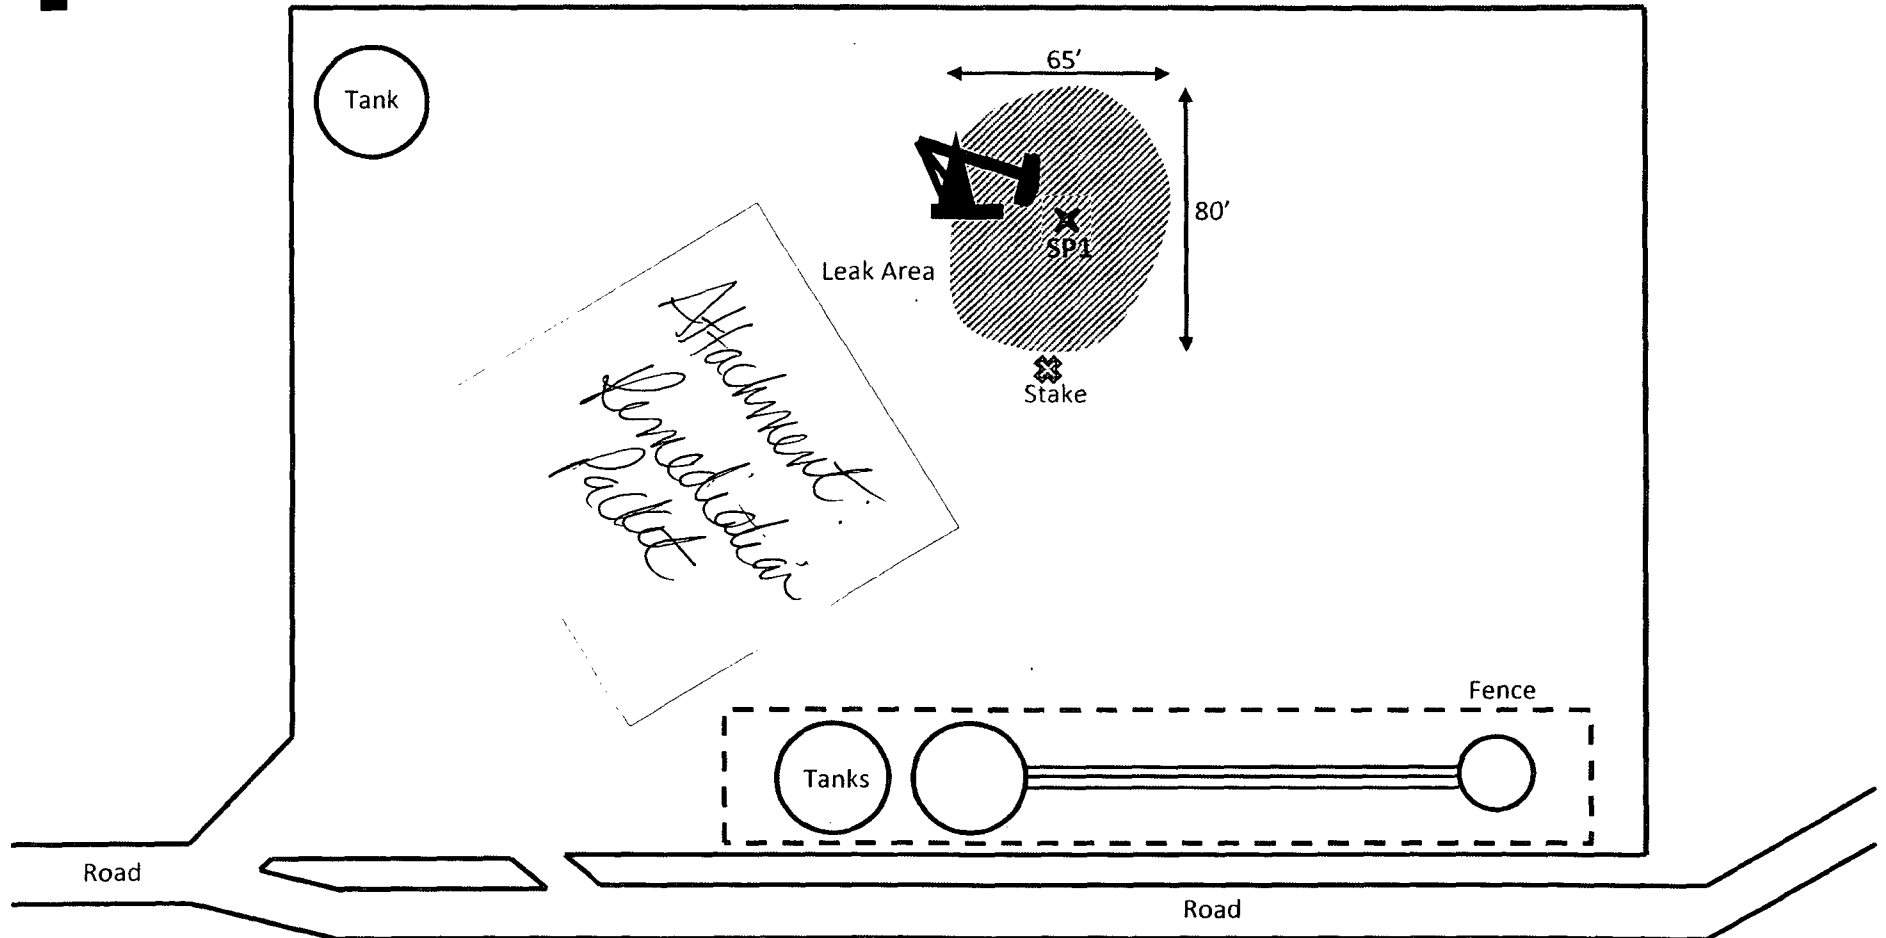 65’
Tank
80’
SP1
Leak Area
Stake
Attachment
Remediation
Packet
Fence
Tanks
Road
Road